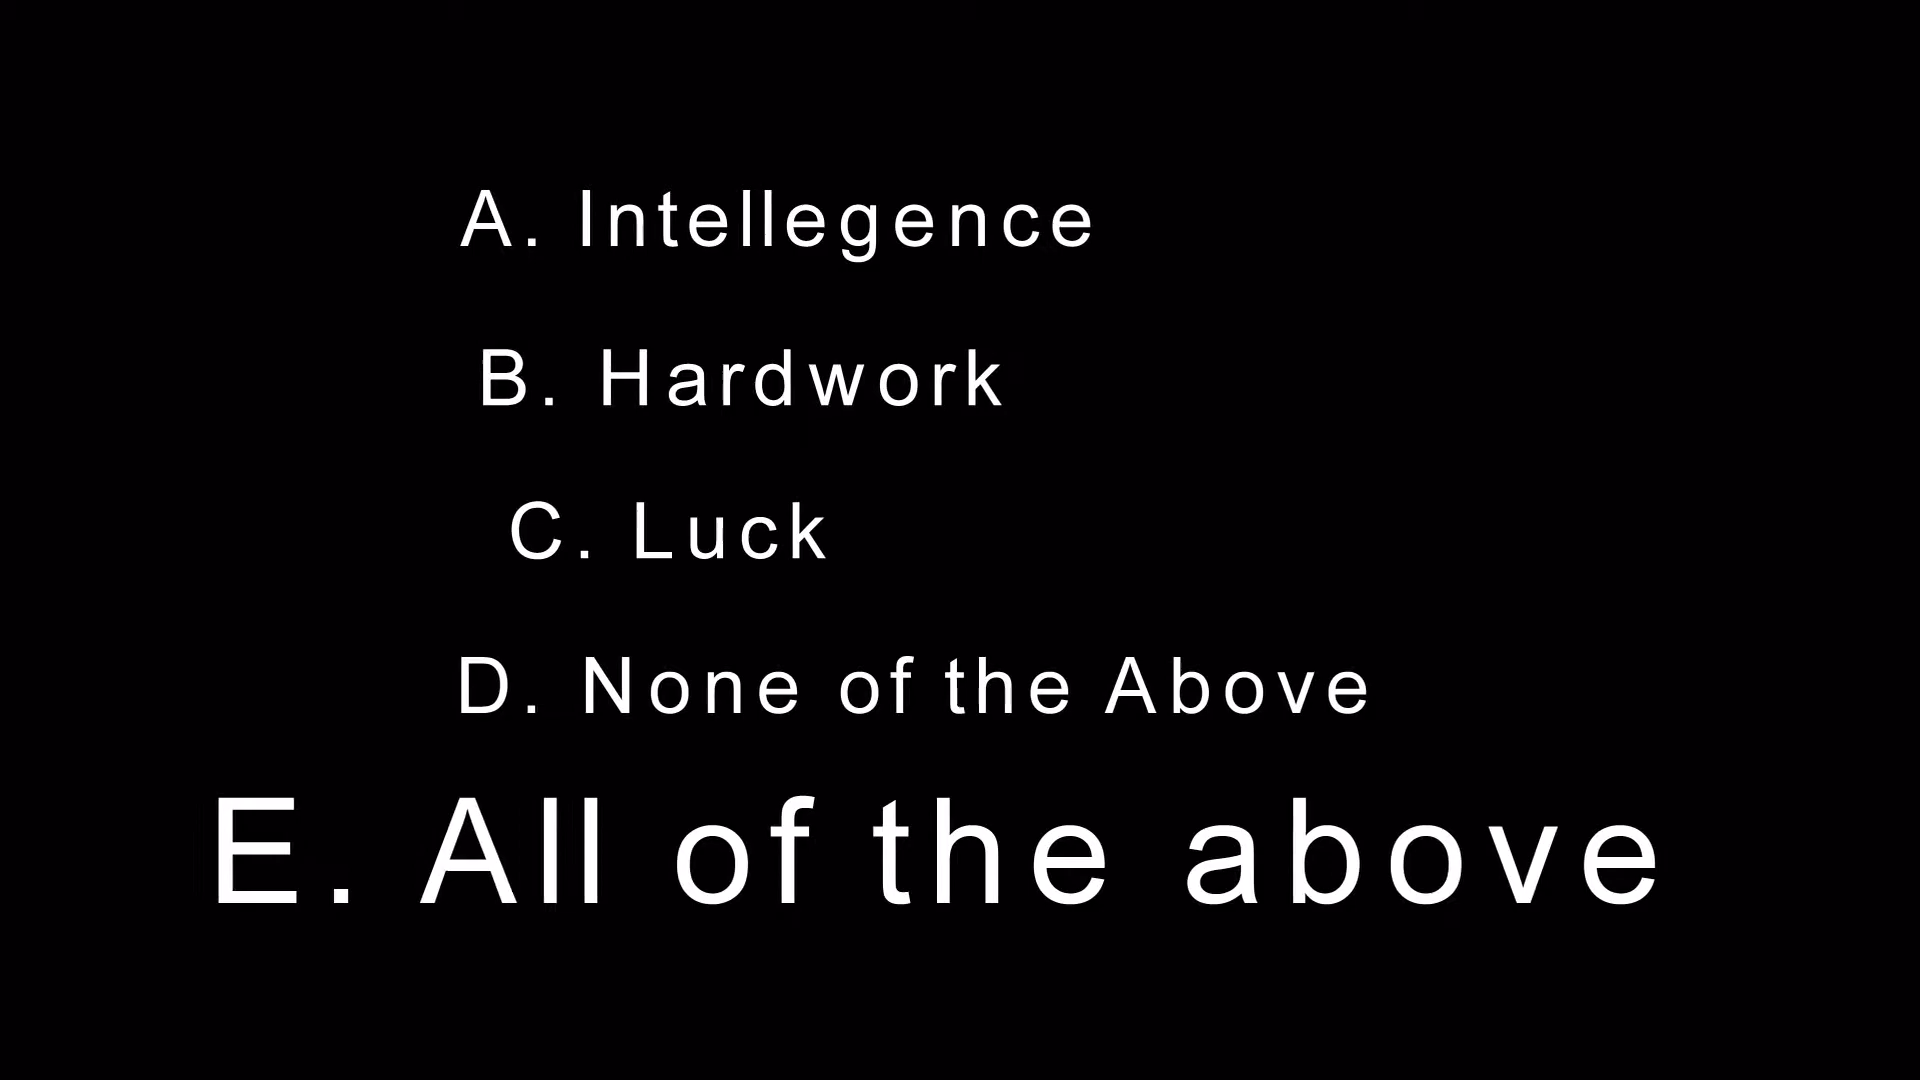 A. Intellegence
B. Hardwork
C. Luck
D. None of the Above
E. All of the above